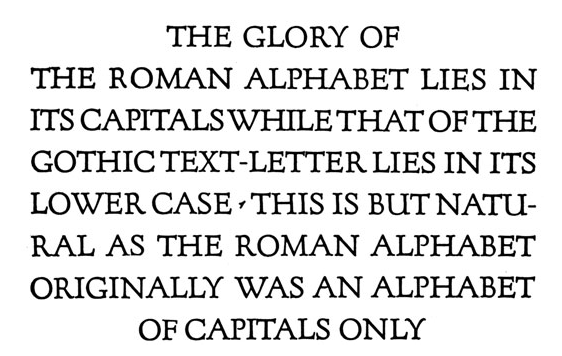 THE GLORY OF
THE ROMAN ALPHABET LIES IN
ITS CAPITALS WHILE THAT OF THE
GOTHIC TEXT-LETTER LIES IN ITS
LOWER CASE · THIS IS BUT NATU-
RAL AS THE ROMAN ALPHABET
ORIGINALLY WAS AN ALPHABET
OF CAPITALS ONLY